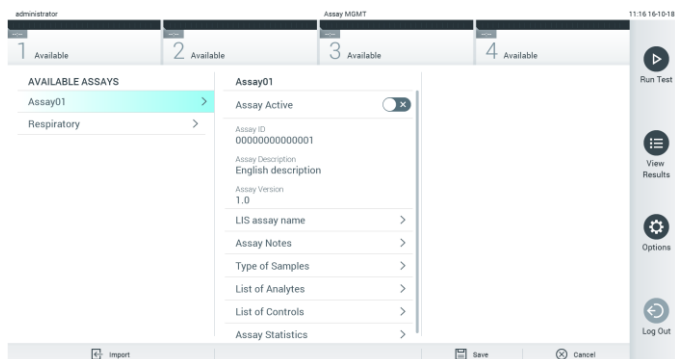 administrator
Assay MGMT
11:16 16-10-18
1 Available
2 Available
3 Available
4 Available
AVAILABLE ASSAYS
Assay01
Respiratory
Assay01
Assay Active
Assay ID
00000000000001
Assay Description
English description
Assay Version
1.0
LIS assay name
Assay Notes
Type of Samples
List of Analytes
List of Controls
Assay Statistics
Run Test
View
Results
Options
Log Out
Import
Save
Cancel